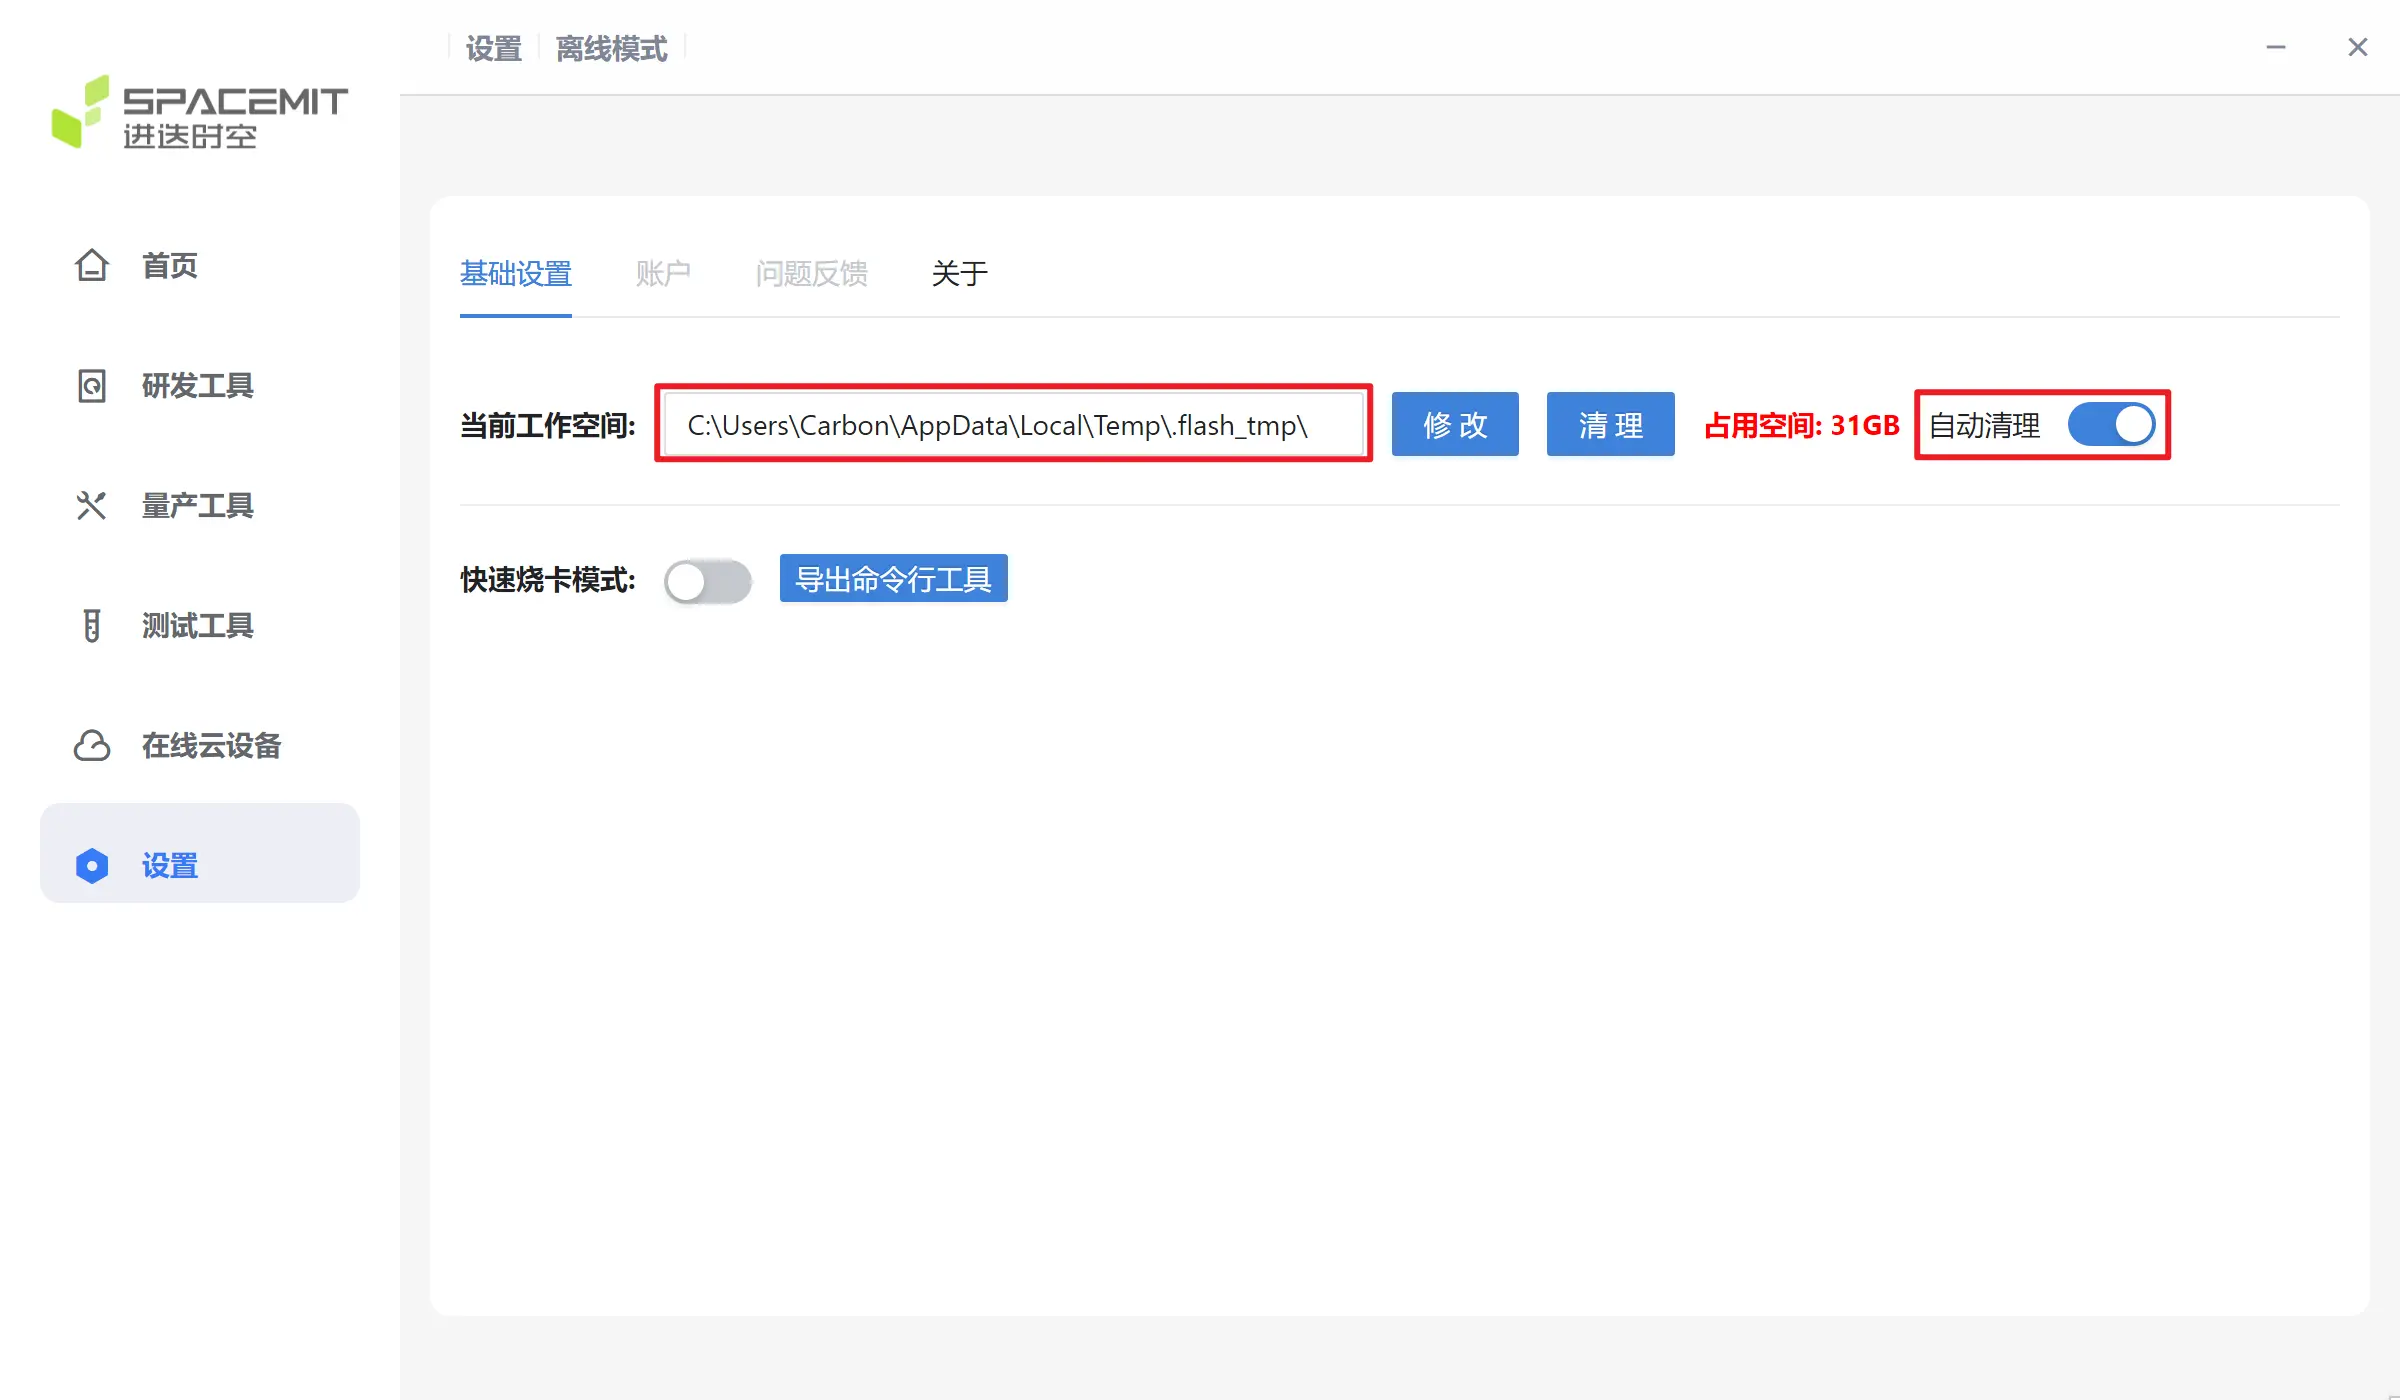 设置 离线模式
SPACEMIT
进迭时空
首页
研发工具
量产工具
测试工具
在线云设备
设置
基础设置 账户 问题反馈 关于
当前工作空间: C:\Users\Carbon\AppData\Local\Temp\.flash_tmp\ 修 改 清 理 占用空间: 31GB 自动清理
快速烧卡模式: 导出命令行工具